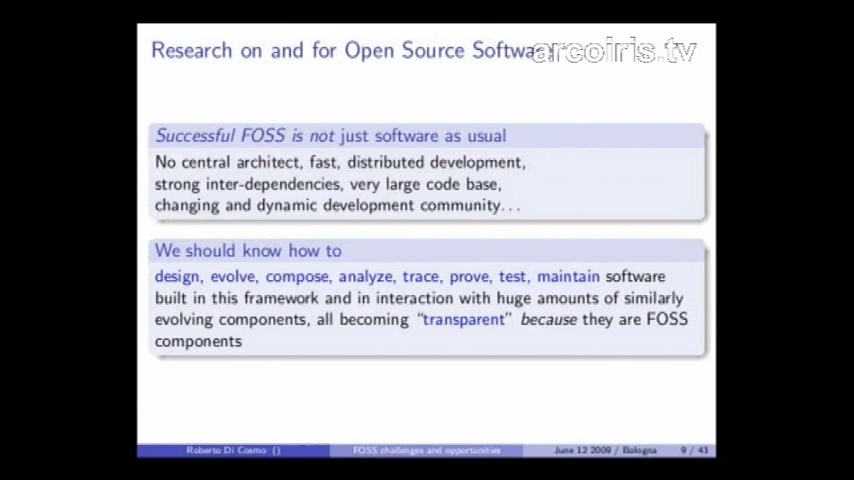 Research on and for Open Source Software
arcoiris.tv
Successful FOSS is not just software as usual
No central architect, fast, distributed development,
strong inter-dependencies, very large code base,
changing and dynamic development community...
We should know how to
design, evolve, compose, analyze, trace, prove, test, maintain software
built in this framework and in interaction with huge amounts of similarly
evolving components, all becoming “transparent” because they are FOSS
components
Roberto Di Cosmo () FOSS challenges and opportunities June 12 2009 / Bologna 9 / 43